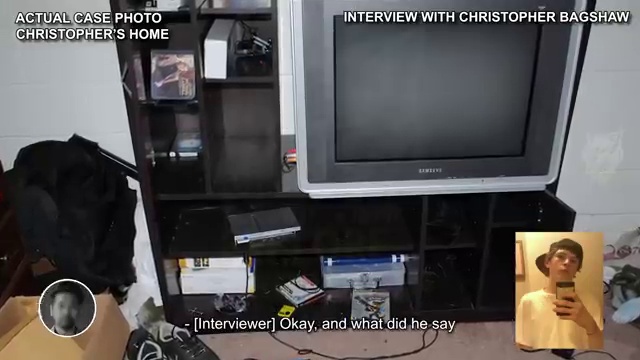 ACTUAL CASE PHOTO
CHRISTOPHER'S HOME
INTERVIEW WITH CHRISTOPHER BAGSHAW
SAMSUNG
- [Interviewer] Okay, and what did he say